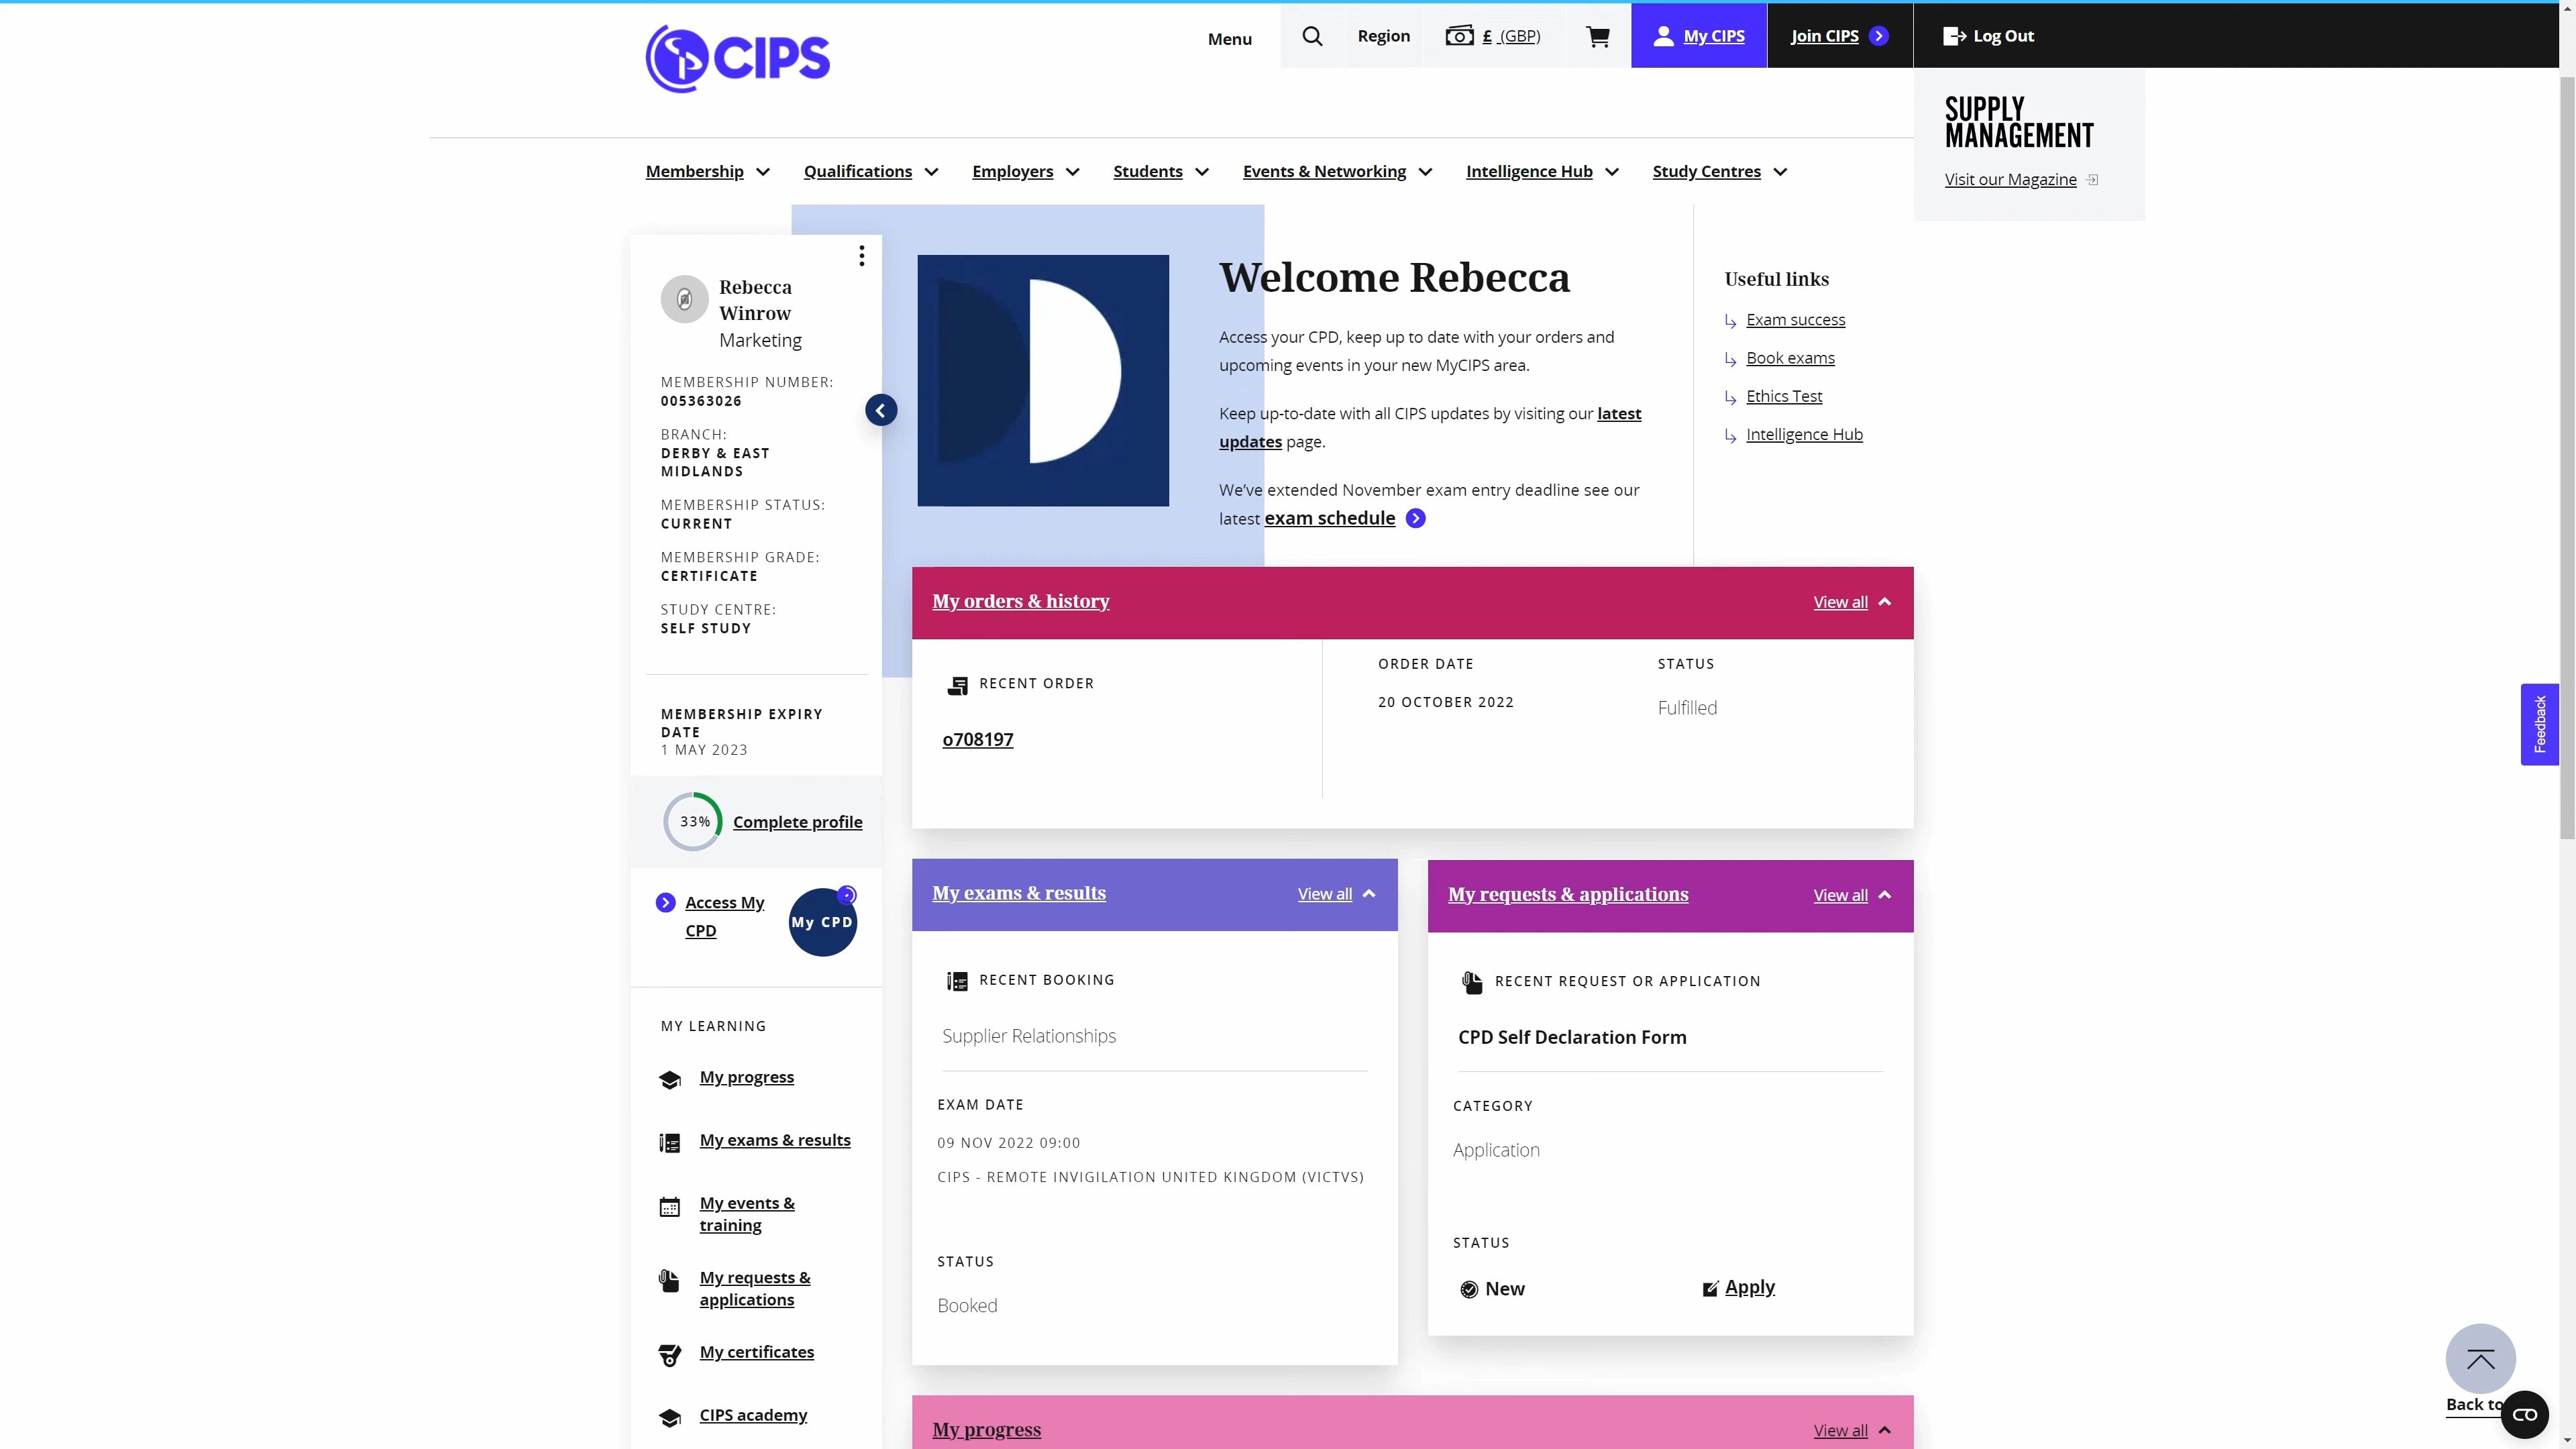 CIPS
Menu
Region
£ (GBP)
My CIPS
Join CIPS
Log Out
SUPPLY
MANAGEMENT
Visit our Magazine
Membership
Qualifications
Employers
Students
Events & Networking
Intelligence Hub
Study Centres
Rebecca
Winrow
Marketing
MEMBERSHIP NUMBER:
005363026
BRANCH:
DERBY & EAST
MIDLANDS
MEMBERSHIP STATUS:
CURRENT
MEMBERSHIP GRADE:
CERTIFICATE
STUDY CENTRE:
SELF STUDY
MEMBERSHIP EXPIRY
DATE
1 MAY 2023
33%
Complete profile
Access My
CPD
My CPD
MY LEARNING
My progress
My exams & results
My events &
training
My requests &
applications
My certificates
CIPS academy
Welcome Rebecca
Access your CPD, keep up to date with your orders and
upcoming events in your new MyCIPS area.
Keep up-to-date with all CIPS updates by visiting our latest
updates page.
We've extended November exam entry deadline see our
latest exam schedule
Useful links
Exam success
Book exams
Ethics Test
Intelligence Hub
My orders & history
View all
RECENT ORDER
o708197
ORDER DATE
20 OCTOBER 2022
STATUS
Fulfilled
My exams & results
View all
RECENT BOOKING
Supplier Relationships
EXAM DATE
09 NOV 2022 09:00
CIPS - REMOTE INVIGILATION UNITED KINGDOM (VICTVS)
STATUS
Booked
My requests & applications
View all
RECENT REQUEST OR APPLICATION
CPD Self Declaration Form
CATEGORY
Application
STATUS
New
Apply
My progress
View all
Feedback
Back to